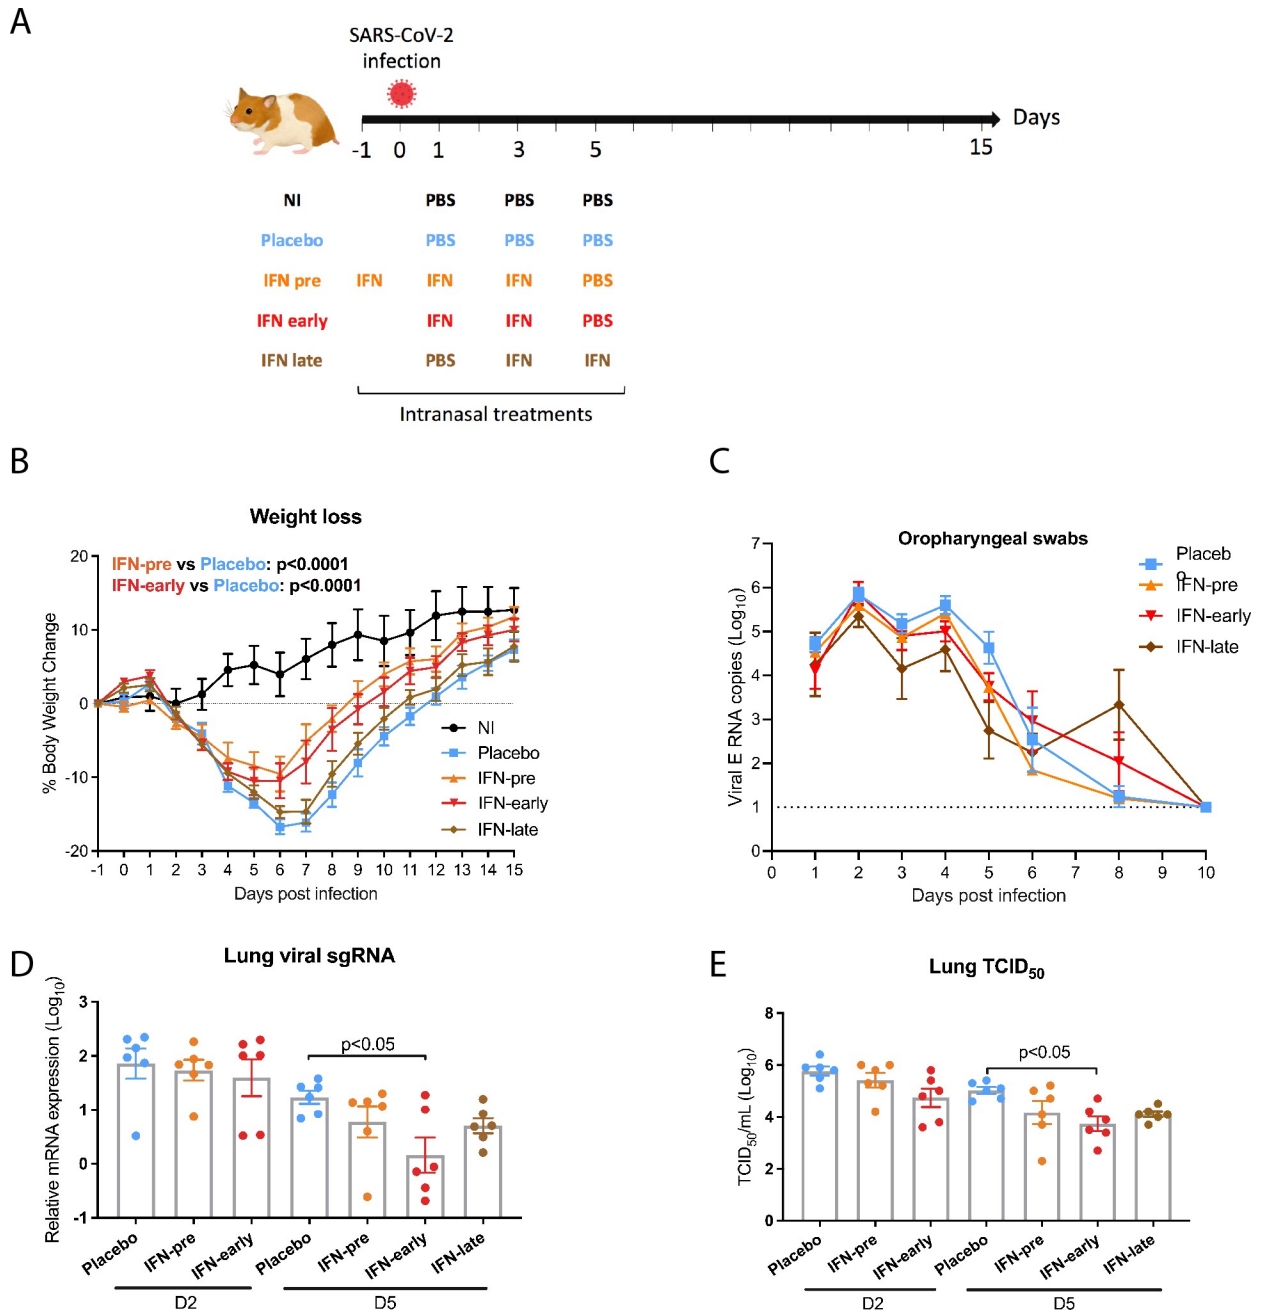 A
SARS-CoV-2
infection
Days
-1 0 1 3 5 15
NI PBS PBS PBS
Placebo PBS PBS PBS
IFN pre IFN IFN IFN PBS
IFN early IFN IFN PBS
IFN late PBS IFN IFN
Intranasal treatments
B
Weight loss
IFN-pre vs Placebo: p<0.0001
IFN-early vs Placebo: p<0.0001
% Body Weight Change
20
10
0
-10
-20
NI
Placebo
IFN-pre
IFN-early
IFN-late
-1 0 1 2 3 4 5 6 7 8 9 10 11 12 13 14 15
Days post infection
C
Oropharyngeal swabs
Placeb
o
IFN-pre
IFN-early
IFN-late
Viral E RNA copies (Log10)
7
6
5
4
3
2
1
0
0 1 2 3 4 5 6 7 8 9 10
Days post infection
D
Lung viral sgRNA
Relative mRNA expression (Log10)
3
2
1
0
-1
p<0.05
Placebo IFN-pre IFN-early Placebo IFN-pre IFN-early IFN-late
D2 D5
E
Lung TCID50
TCID50/mL (Log10)
8
6
4
2
0
p<0.05
Placebo IFN-pre IFN-early Placebo IFN-pre IFN-early IFN-late
D2 D5